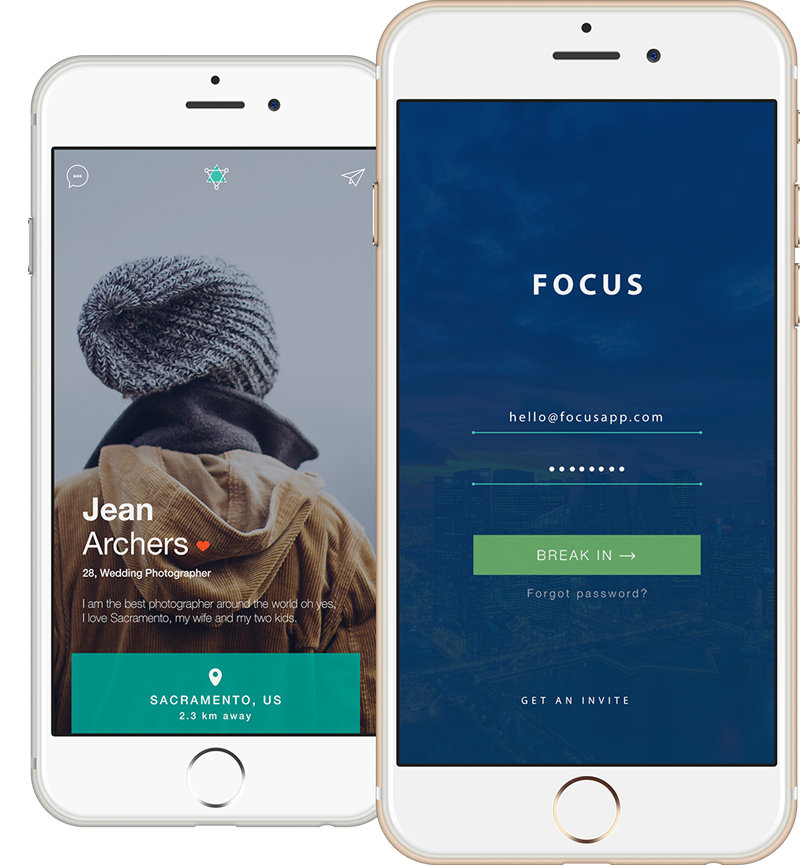 Jean
Archers
28, Wedding Photographer
I am the best photographer around the world oh yes,
I love Sacramento, my wife and my two kids.
SACRAMENTO, US
2.3 km away
FOCUS
hello@focusapp.com
BREAK IN →
Forgot password?
GET AN INVITE